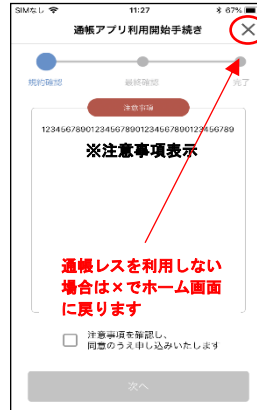 SIMなし 11:27 67%
通帳アプリ利用開始手続き ×
規約確認 最終確認 完了
注意事項
123456789012345678901234567890123456789
※注意事項表示
通帳レスを利用しない
場合は×でホーム画面
に戻ります
注意事項を確認し、
同意のうえ申し込みいたします
次へ